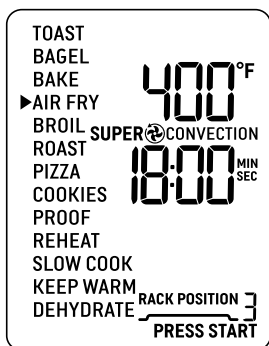 TOAST
BAGEL
BAKE
AIR FRY
BROIL
ROAST
PIZZA
COOKIES
PROOF
REHEAT
SLOW COOK
KEEP WARM
DEHYDRATE
400°F
SUPER CONVECTION
18:00 MIN SEC
RACK POSITION 3
PRESS START